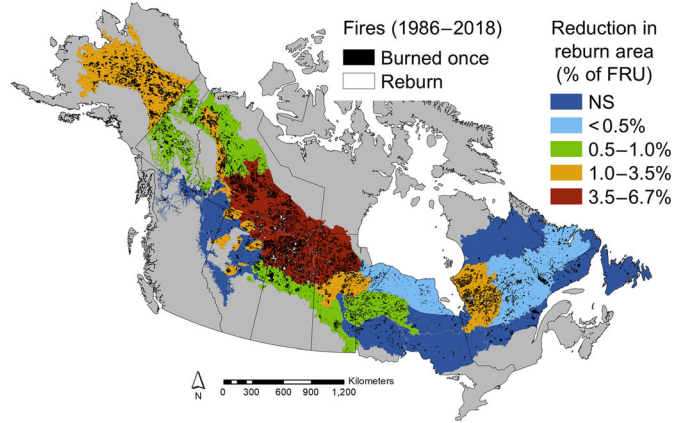 Fires (1986–2018)
Burned once
Reburn
Reduction in
reburn area
(% of FRU)
NS
<0.5%
0.5–1.0%
1.0–3.5%
3.5–6.7%
N
Kilometers
0 300 600 900 1,200